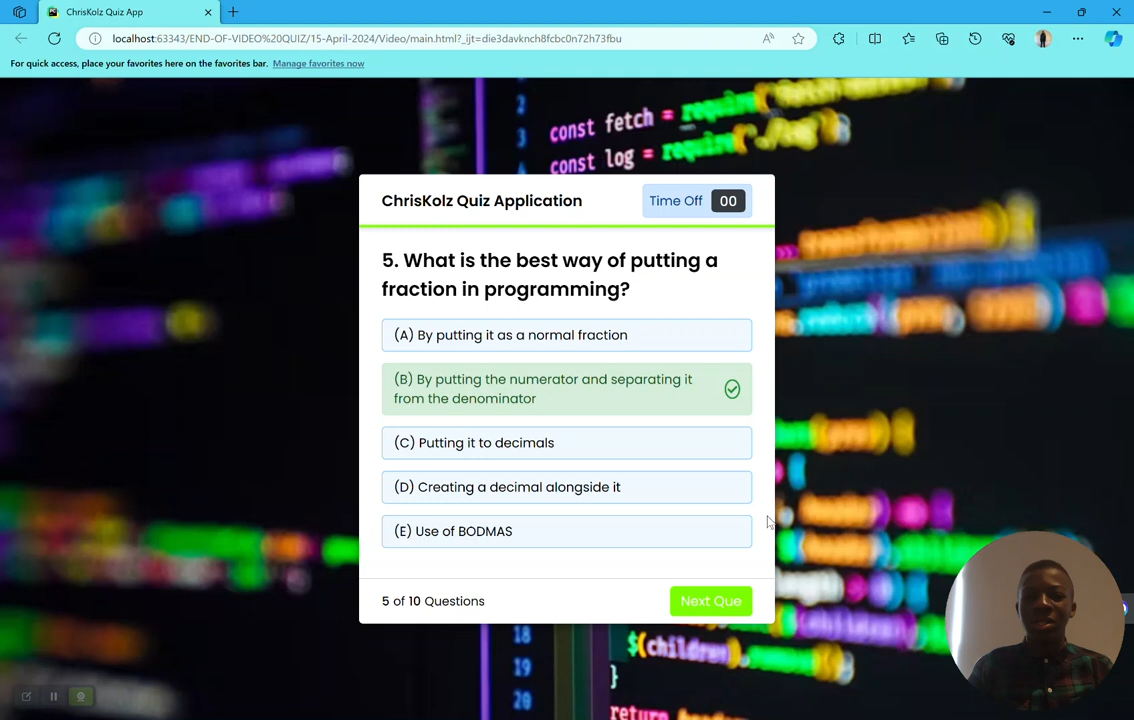 ChrisKolz Quiz App
localhost:63343/END-OF-VIDEO%20QUIZ/15-April-2024/Video/main.html?_ijt=die3davknch8fcbc0n72h73fbu
For quick access, place your favorites here on the favorites bar. Manage favorites now
2
3
const fetch = require(
const log = require(
ChrisKolz Quiz Application
Time Off 00
5. What is the best way of putting a
fraction in programming?
(A) By putting it as a normal fraction
(B) By putting the numerator and separating it
from the denominator
(C) Putting it to decimals
(D) Creating a decimal alongside it
(E) Use of BODMAS
5 of 10 Questions
Next Que
18
19
20
${children}
}
return